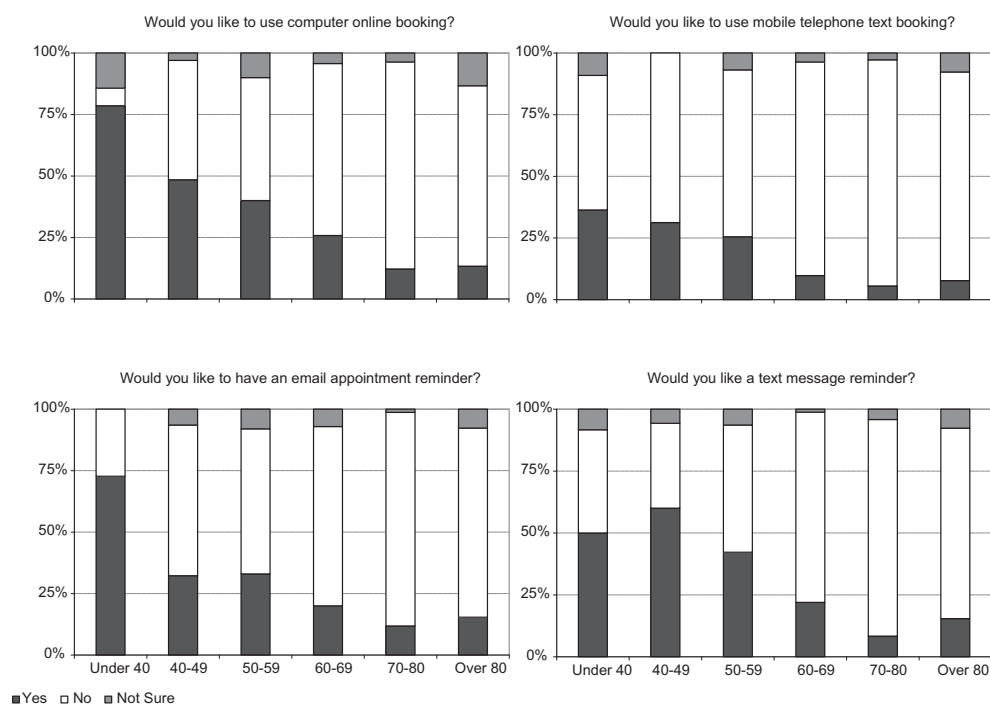 Would you like to use computer online booking?
100%
75%
50%
25%
0%
Would you like to use mobile telephone text booking?
100%
75%
50%
25%
0%
Would you like to have an email appointment reminder?
100%
75%
50%
25%
0%
Under 40 40-49 50-59 60-69 70-80 Over 80
Would you like a text message reminder?
100%
75%
50%
25%
0%
Under 40 40-49 50-59 60-69 70-80 Over 80
Yes No Not Sure